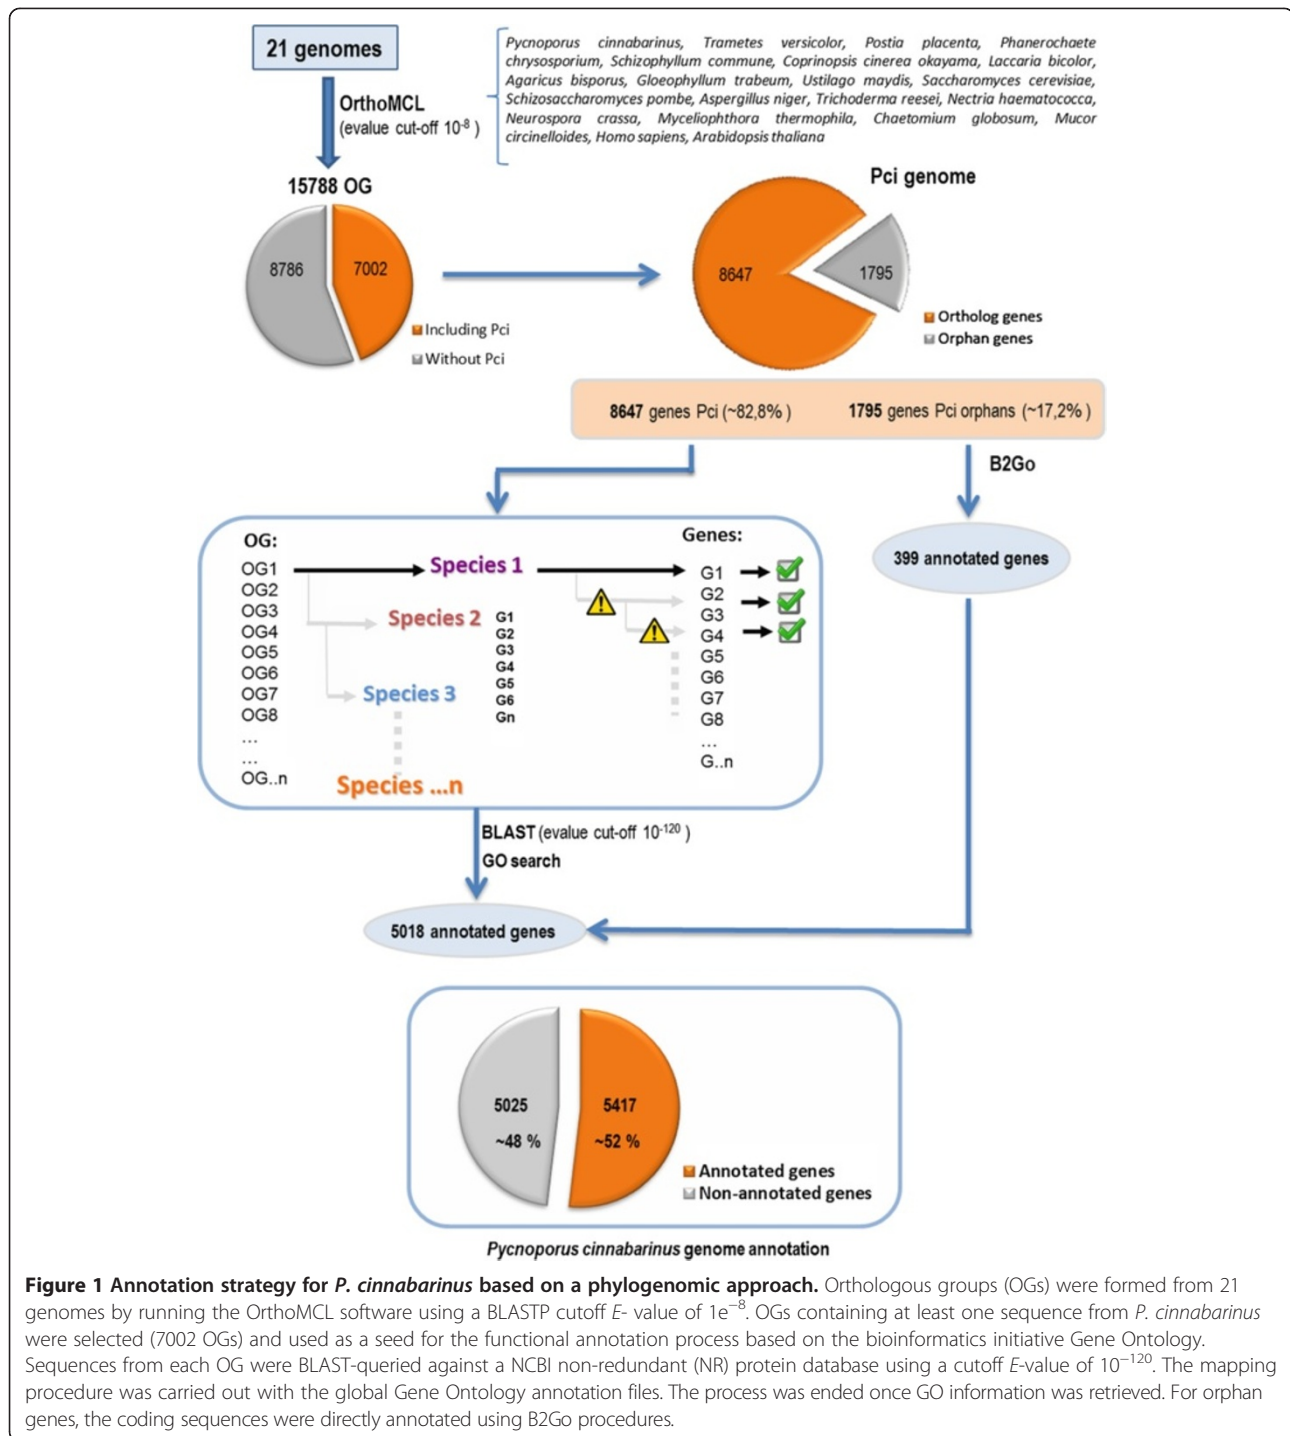 21 genomes
Pycnoporus cinnabarinus, Trametes versicolor, Postia placenta, Phanerochaete
chrysosporium, Schizophyllum commune, Coprinopsis cinerea okayama, Laccaria bicolor,
Agaricus bisporus, Gloeophyllum trabeum, Ustilago maydis, Saccharomyces cerevisiae,
Schizosaccharomyces pombe, Aspergillus niger, Trichoderma reesei, Nectria haematococca,
Neurospora crassa, Myceliophthora thermophila, Chaetomium globosum, Mucor
circinelloides, Homo sapiens, Arabidopsis thaliana
OrthoMCL
(evalue cut-off 10-8 )
15788 OG
8786
7002
Including Pci
Without Pci
Pci genome
8647
1795
Ortholog genes
Orphan genes
8647 genes Pci (~82,8% )
1795 genes Pci orphans (~17,2% )
B2Go
399 annotated genes
OG:
OG1
OG2
OG3
OG4
OG5
OG6
OG7
OG8
...
...
OG..n
Species 1
Species 2
Species 3
Species ...n
G1
G2
G3
G4
G5
G6
Gn
Genes:
G1
G2
G3
G4
G5
G6
G7
G8
...
G..n
BLAST (evalue cut-off 10-120 )
GO search
5018 annotated genes
5025
~48 %
5417
~52 %
Annotated genes
Non-annotated genes
Pycnoporus cinnabarinus genome annotation
Figure 1 Annotation strategy for P. cinnabarinus based on a phylogenomic approach. Orthologous groups (OGs) were formed from 21
genomes by running the OrthoMCL software using a BLASTP cutoff E- value of 1e−8. OGs containing at least one sequence from P. cinnabarinus
were selected (7002 OGs) and used as a seed for the functional annotation process based on the bioinformatics initiative Gene Ontology.
Sequences from each OG were BLAST-queried against a NCBI non-redundant (NR) protein database using a cutoff E-value of 10−120. The mapping
procedure was carried out with the global Gene Ontology annotation files. The process was ended once GO information was retrieved. For orphan
genes, the coding sequences were directly annotated using B2Go procedures.